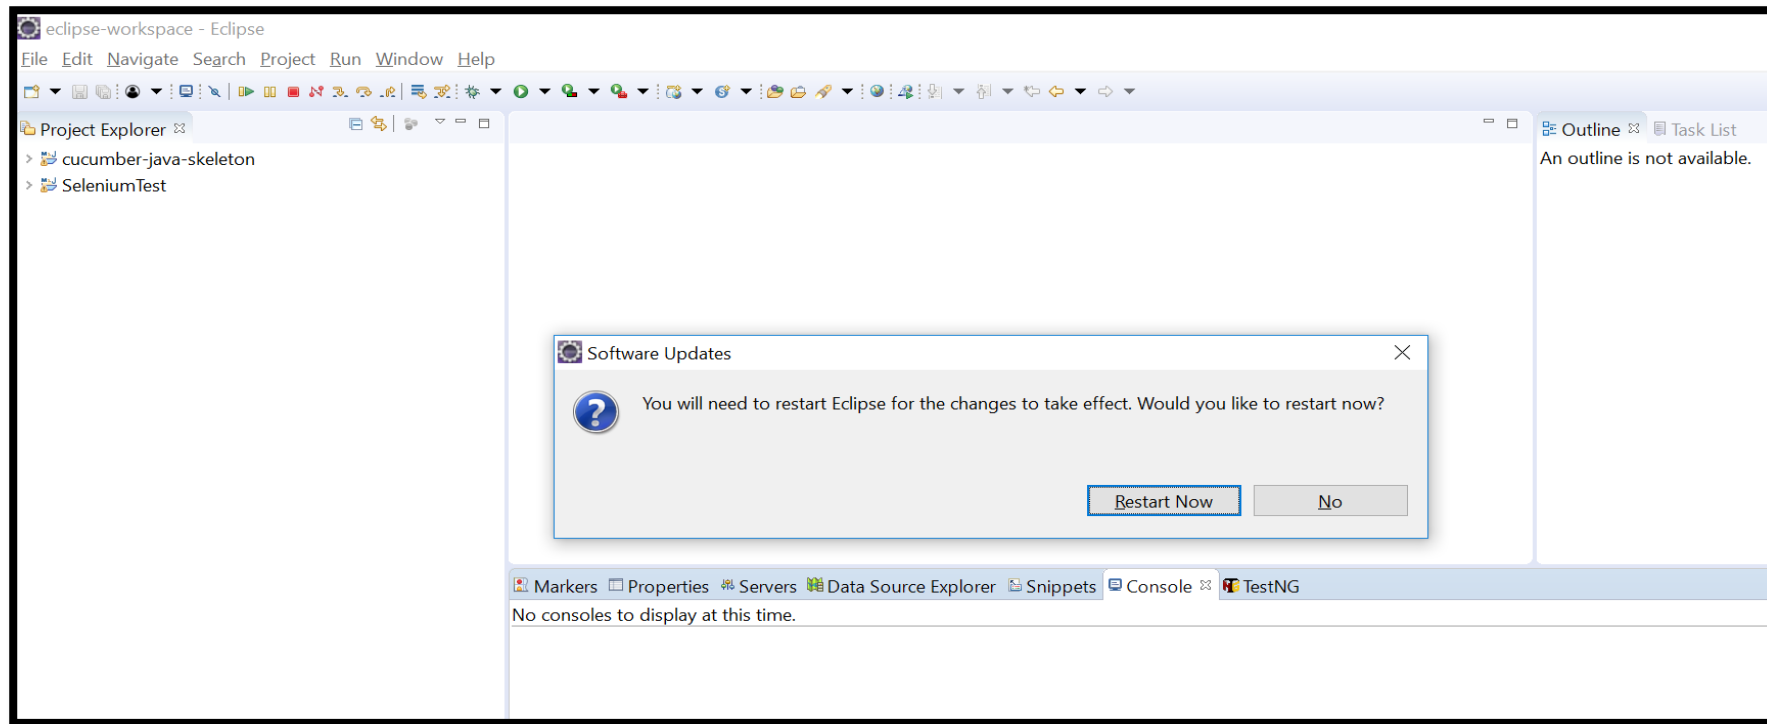 eclipse-workspace - Eclipse
File Edit Navigate Search Project Run Window Help
Project Explorer
cucumber-java-skeleton
SeleniumTest
Outline Task List
An outline is not available.
Software Updates
You will need to restart Eclipse for the changes to take effect. Would you like to restart now?
Restart Now No
Markers Properties Servers Data Source Explorer Snippets Console TestNG
No consoles to display at this time.